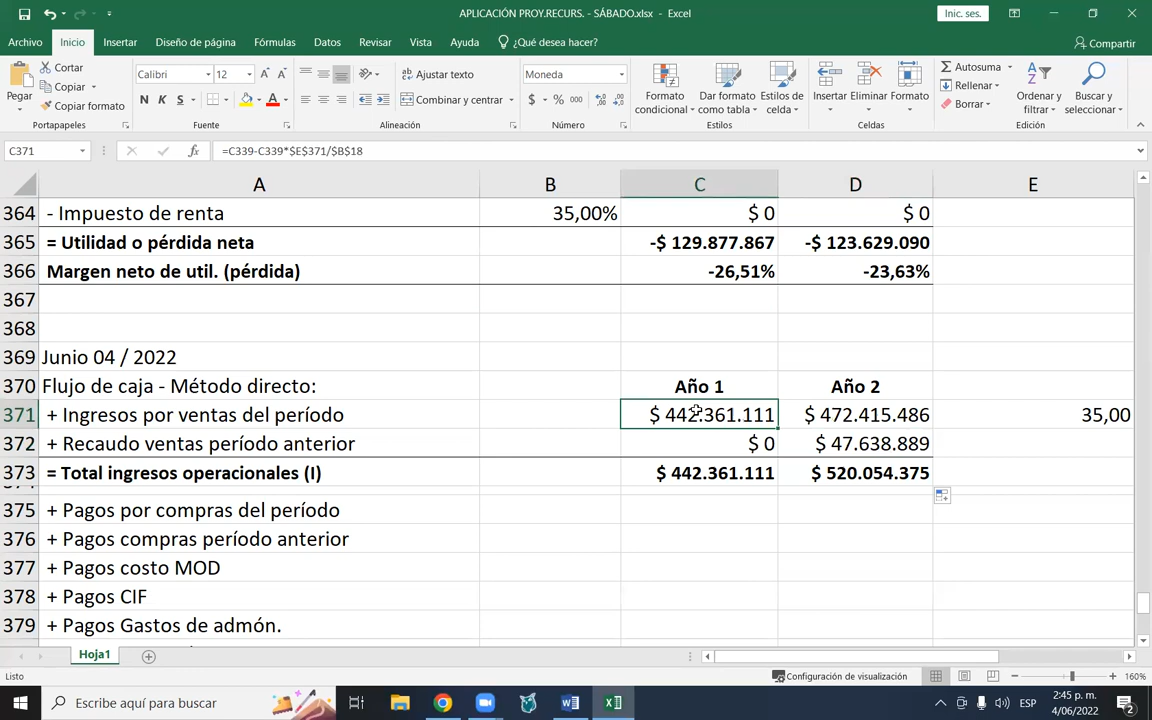 APLICACIÓN PROY.RECURS. - SÁBADO.xlsx - Excel
Inic. ses.
Archivo Inicio Insertar Diseño de página Fórmulas Datos Revisar Vista Ayuda ¿Qué desea hacer? Compartir
Pegar
Cortar
Copiar
Copiar formato
Portapapeles
Calibri 12
N K S
Fuente
Ajustar texto
Combinar y centrar
Alineación
Moneda
$ % 000
Número
Formato condicional
Dar formato como tabla
Estilos de celda
Estilos
Insertar Eliminar Formato
Celdas
Autosuma
Rellenar
Borrar
Ordenar y filtrar
Buscar y seleccionar
Edición
C371 fx =C339-C339*$E$371/$B$18
A B C D E
364 - Impuesto de renta 35,00% $ 0 $ 0
365 = Utilidad o pérdida neta -$ 129.877.867 -$ 123.629.090
366 Margen neto de util. (pérdida) -26,51% -23,63%
367
368
369 Junio 04 / 2022
370 Flujo de caja - Método directo: Año 1 Año 2
371 + Ingresos por ventas del período $ 442.361.111 $ 472.415.486 35,00
372 + Recaudo ventas período anterior $ 0 $ 47.638.889
373 = Total ingresos operacionales (I) $ 442.361.111 $ 520.054.375
375 + Pagos por compras del período
376 + Pagos compras período anterior
377 + Pagos costo MOD
378 + Pagos CIF
379 + Pagos Gastos de admón.
Hoja1
Listo Configuración de visualización 160%
Escribe aquí para buscar
ESP
2:45 p. m.
4/06/2022
2